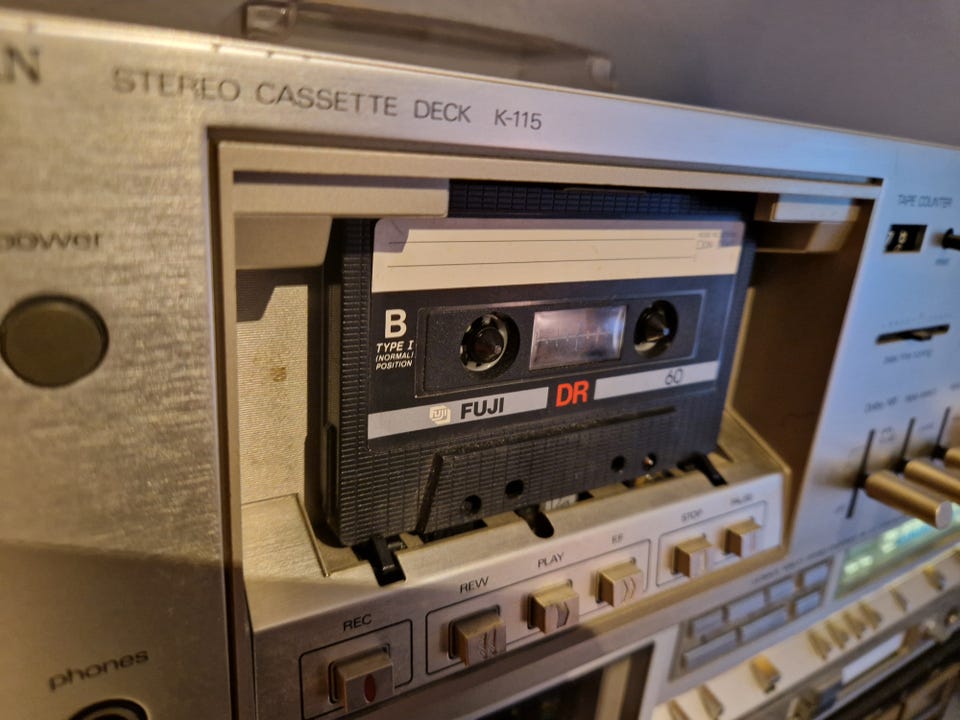 STEREO CASSETTE DECK K-115
power
TAPE COUNTER
B
TYPE I
(NORMAL)
POSITION
FUJI
FUJI
DR
60
REC
REW
PLAY
FF
STOP
PAUSE
phones